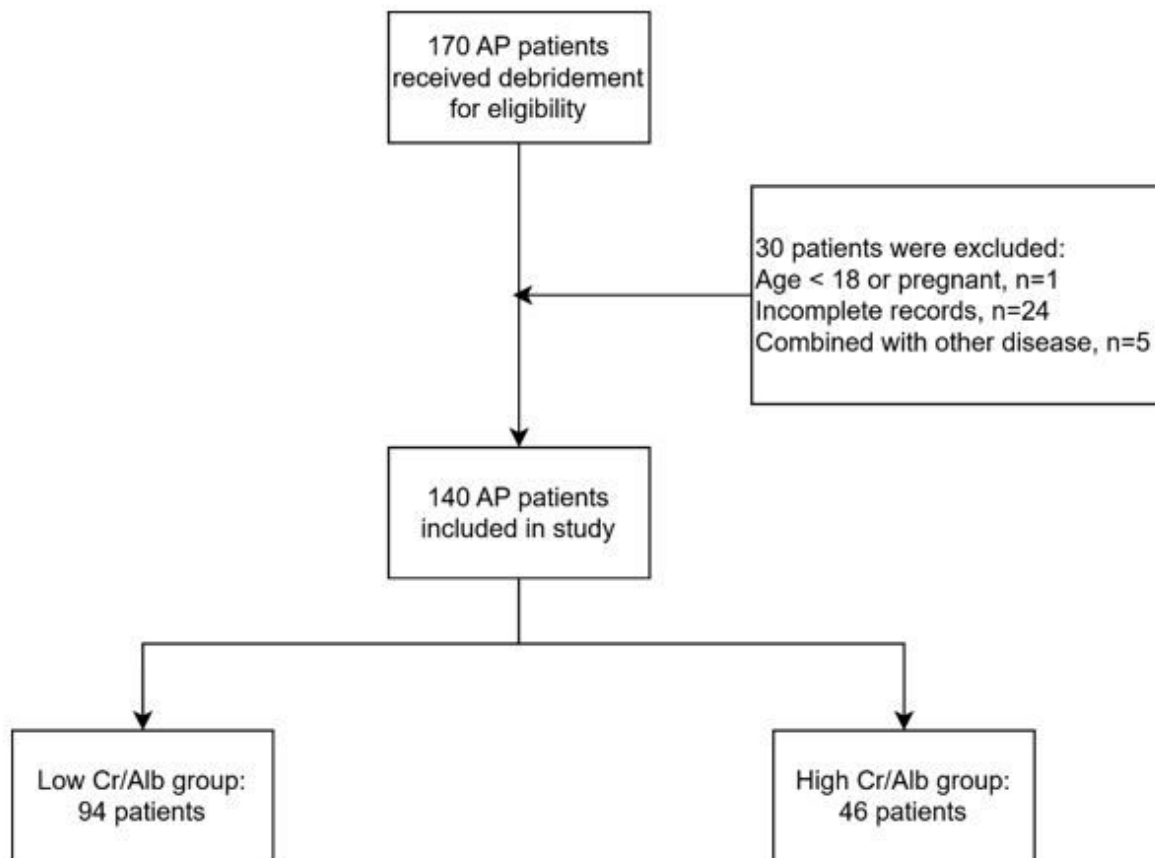 170 AP patients
received debridement
for eligibility
30 patients were excluded:
Age < 18 or pregnant, n=1
Incomplete records, n=24
Combined with other disease, n=5
140 AP patients
included in study
Low Cr/Alb group:
94 patients
High Cr/Alb group:
46 patients